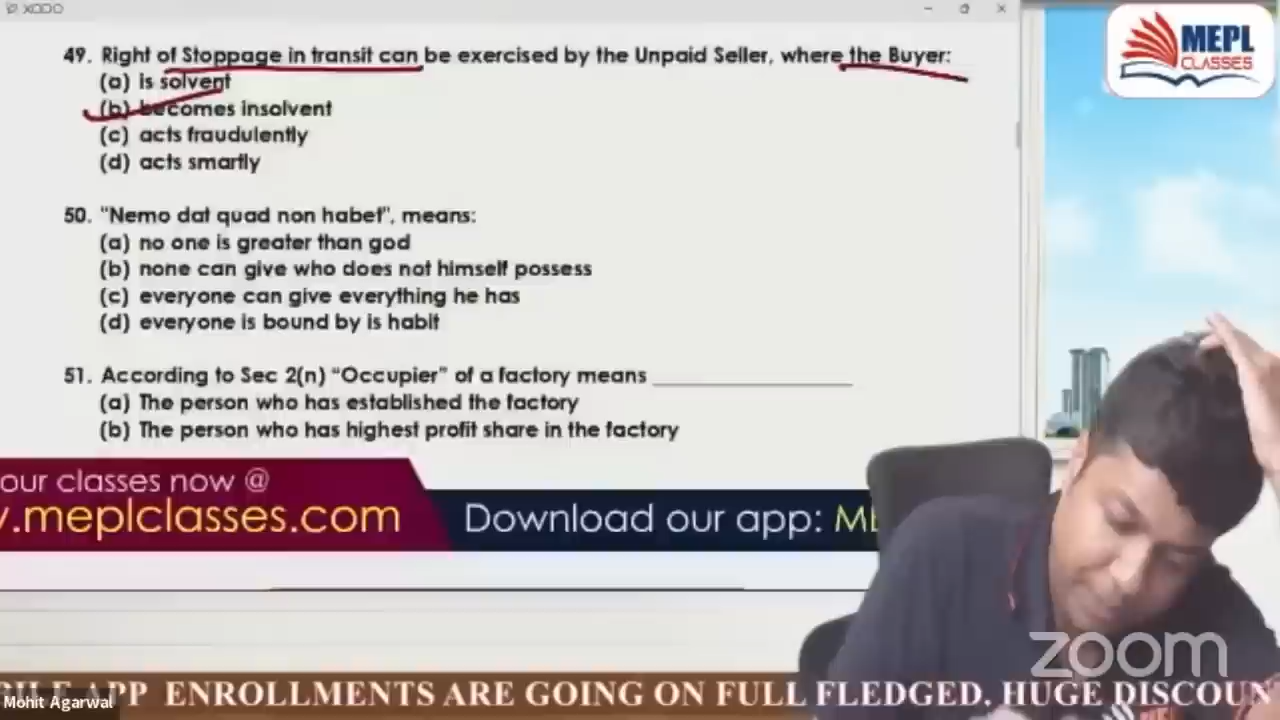 XODO
49. Right of Stoppage in transit can be exercised by the Unpaid Seller, where the Buyer:
(a) is solvent
(b) becomes insolvent
(c) acts fraudulently
(d) acts smartly
50. "Nemo dat quad non habet", means:
(a) no one is greater than god
(b) none can give who does not himself possess
(c) everyone can give everything he has
(d) everyone is bound by is habit
51. According to Sec 2(n) “Occupier” of a factory means ____________________
(a) The person who has established the factory
(b) The person who has highest profit share in the factory
MEPL
CLASSES
our classes now @
.meplclasses.com
Download our app:
zoom
APP ENROLLMENTS ARE GOING ON FULL FLEDGED. HUGE DISCOUN
Mohit Agarwal